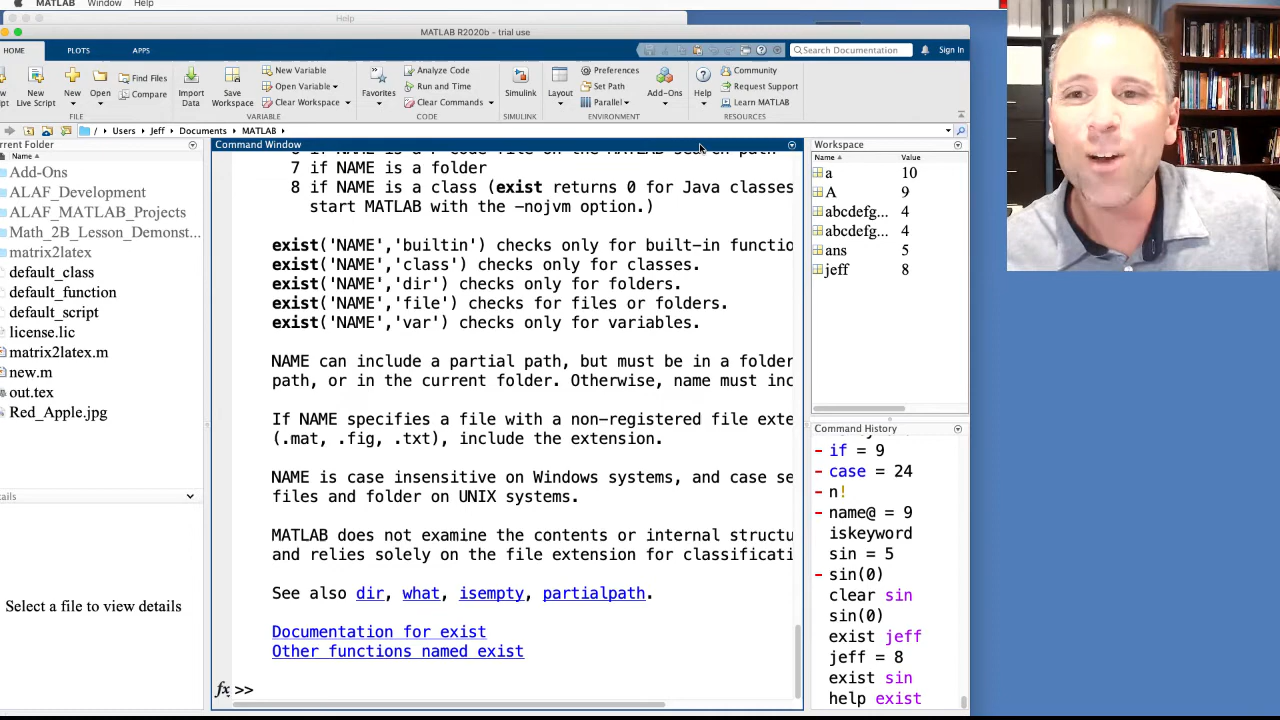 MATLAB Window Help
Help
MATLAB R2020b - trial use
HOME PLOTS APPS
Search Documentation
Sign In
New Live Script
New
Open
Find Files
Compare
Import Data
Save Workspace
New Variable
Open Variable
Clear Workspace
Favorites
Analyze Code
Run and Time
Clear Commands
Simulink
Layout
Preferences
Set Path
Parallel
Add-Ons
Help
Community
Request Support
Learn MATLAB
FILE VARIABLE CODE SIMULINK ENVIRONMENT RESOURCES
/ Users Jeff Documents MATLAB
rrent Folder
Name
Add-Ons
ALAF_Development
ALAF_MATLAB_Projects
Math_2B_Lesson_Demonst...
matrix2latex
default_class
default_function
default_script
license.lic
matrix2latex.m
new.m
out.tex
Red_Apple.jpg
tails
Select a file to view details
Command Window
7 if NAME is a folder
8 if NAME is a class (exist returns 0 for Java classes
start MATLAB with the -nojvm option.)
exist('NAME','builtin') checks only for built-in functio
exist('NAME','class') checks only for classes.
exist('NAME','dir') checks only for folders.
exist('NAME','file') checks for files or folders.
exist('NAME','var') checks only for variables.
NAME can include a partial path, but must be in a folder
path, or in the current folder. Otherwise, name must inc
If NAME specifies a file with a non-registered file exte
(.mat, .fig, .txt), include the extension.
NAME is case insensitive on Windows systems, and case se
files and folder on UNIX systems.
MATLAB does not examine the contents or internal structu
and relies solely on the file extension for classificati
See also dir, what, isempty, partialpath.
Documentation for exist
Other functions named exist
fx >>
Workspace
Name Value
a 10
A 9
abcdefg... 4
abcdefg... 4
ans 5
jeff 8
Command History
if = 9
case = 24
n!
name@ = 9
iskeyword
sin = 5
sin(0)
clear sin
sin(0)
exist jeff
jeff = 8
exist sin
help exist